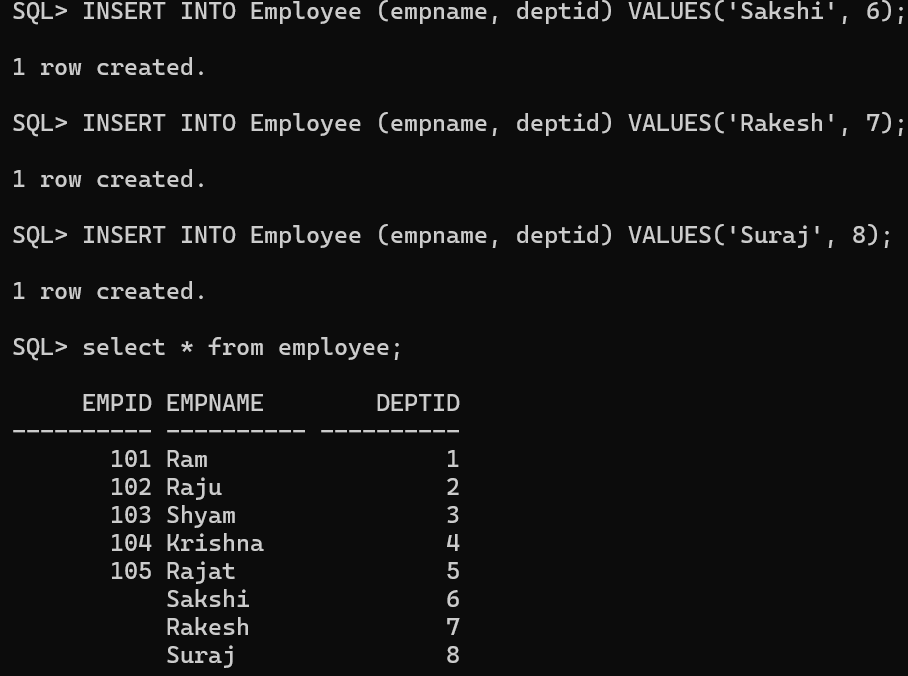 SQL> INSERT INTO Employee (empname, deptid) VALUES('Sakshi', 6);
1 row created.
SQL> INSERT INTO Employee (empname, deptid) VALUES('Rakesh', 7);
1 row created.
SQL> INSERT INTO Employee (empname, deptid) VALUES('Suraj', 8);
1 row created.
SQL> select * from employee;
     EMPID EMPNAME        DEPTID
---------- ---------- ----------
       101 Ram                 1
       102 Raju                2
       103 Shyam               3
       104 Krishna             4
       105 Rajat               5
           Sakshi              6
           Rakesh              7
           Suraj               8